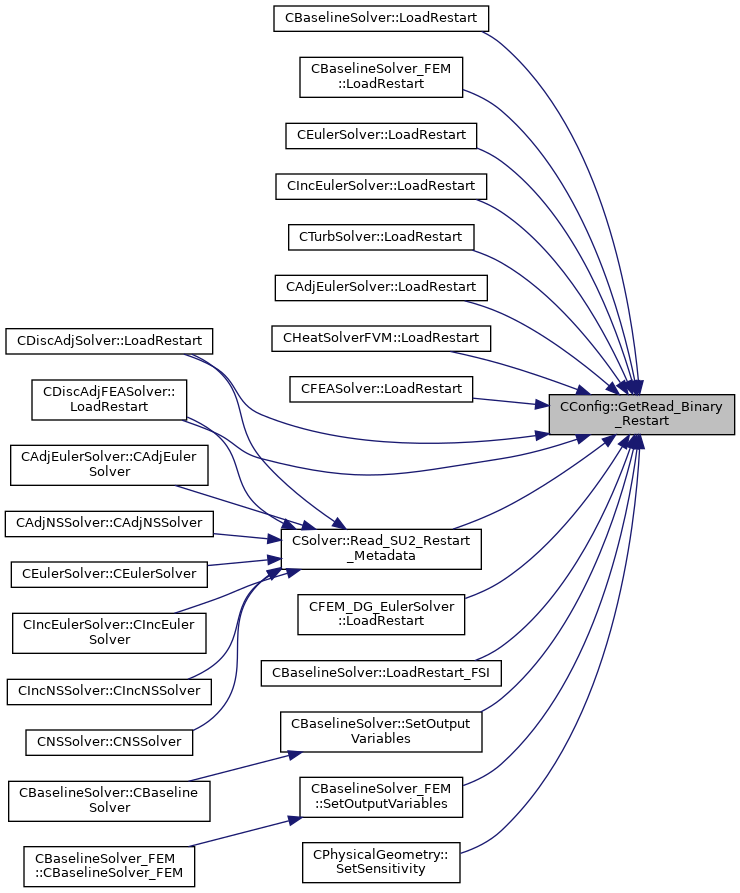 CBaselineSolver::LoadRestart
CBaselineSolver_FEM
::LoadRestart
CEulerSolver::LoadRestart
CIncEulerSolver::LoadRestart
CTurbSolver::LoadRestart
CAdjEulerSolver::LoadRestart
CHeatSolverFVM::LoadRestart
CFEASolver::LoadRestart
CConfig::GetRead_Binary
_Restart
CDiscAdjSolver::LoadRestart
CDiscAdjFEASolver::
LoadRestart
CAdjEulerSolver::CAdjEuler
Solver
CAdjNSSolver::CAdjNSSolver
CEulerSolver::CEulerSolver
CIncEulerSolver::CIncEuler
Solver
CIncNSSolver::CIncNSSolver
CNSSolver::CNSSolver
CBaselineSolver::CBaseline
Solver
CBaselineSolver_FEM
::CBaselineSolver_FEM
CSolver::Read_SU2_Restart
_Metadata
CFEM_DG_EulerSolver
::LoadRestart
CBaselineSolver::LoadRestart_FSI
CBaselineSolver::SetOutput
Variables
CBaselineSolver_FEM
::SetOutputVariables
CPhysicalGeometry::
SetSensitivity